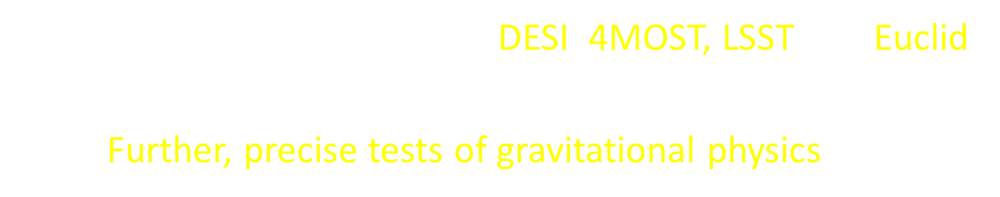 DESI 4MOST, LSST Euclid
Further, precise tests of gravitational physics